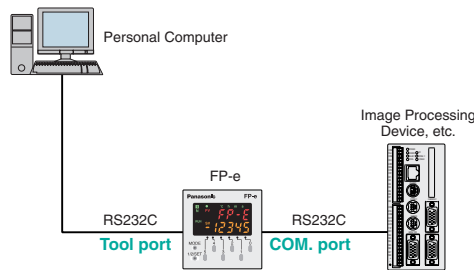 Personal Computer
Image Processing
Device, etc.
FP-e
Panasonic FP-e
FP-E
12345
MODE
RS232C
RS232C
Tool port
COM. port